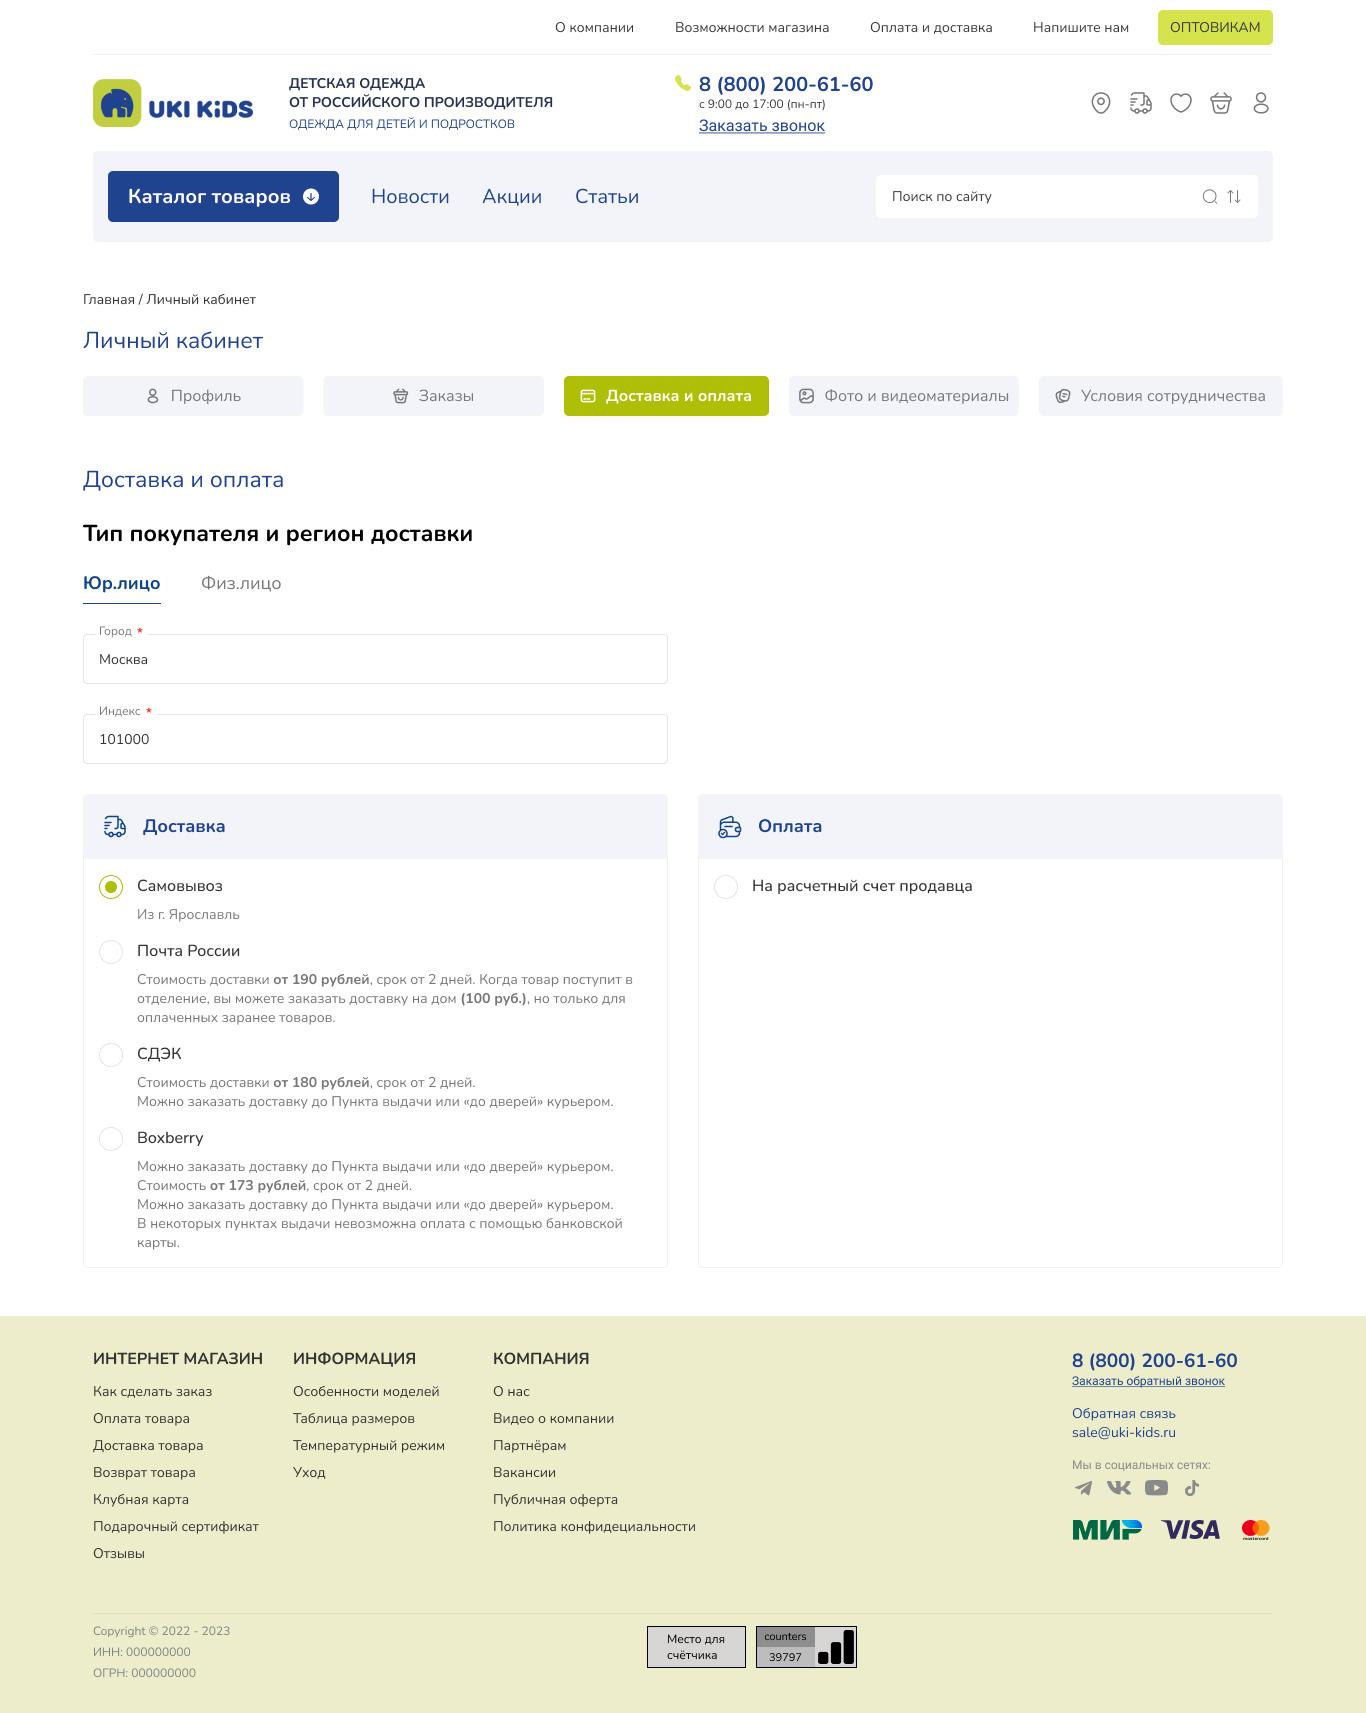 О компании Возможности магазина Оплата и доставка Напишите нам ОПТОВИКАМ
UKI KIDS
ДЕТСКАЯ ОДЕЖДА
ОТ РОССИЙСКОГО ПРОИЗВОДИТЕЛЯ
ОДЕЖДА ДЛЯ ДЕТЕЙ И ПОДРОСТКОВ
8 (800) 200-61-60
с 9:00 до 17:00 (пн-пт)
Заказать звонок
Каталог товаров Новости Акции Статьи Поиск по сайту
Главная / Личный кабинет
Личный кабинет
Профиль Заказы Доставка и оплата Фото и видеоматериалы Условия сотрудничества
Доставка и оплата
Тип покупателя и регион доставки
Юр.лицо Физ.лицо
Город *
Москва
Индекс *
101000
Доставка
Самовывоз
Из г. Ярославль
Почта России
Стоимость доставки от 190 рублей, срок от 2 дней. Когда товар поступит в
отделение, вы можете заказать доставку на дом (100 руб.), но только для
оплаченных заранее товаров.
СДЭК
Стоимость доставки от 180 рублей, срок от 2 дней.
Можно заказать доставку до Пункта выдачи или «до дверей» курьером.
Boxberry
Можно заказать доставку до Пункта выдачи или «до дверей» курьером.
Стоимость от 173 рублей, срок от 2 дней.
Можно заказать доставку до Пункта выдачи или «до дверей» курьером.
В некоторых пунктах выдачи невозможна оплата с помощью банковской
карты.
Оплата
На расчетный счет продавца
ИНТЕРНЕТ МАГАЗИН
Как сделать заказ
Оплата товара
Доставка товара
Возврат товара
Клубная карта
Подарочный сертификат
Отзывы
ИНФОРМАЦИЯ
Особенности моделей
Таблица размеров
Температурный режим
Уход
КОМПАНИЯ
О нас
Видео о компании
Партнёрам
Вакансии
Публичная оферта
Политика конфидециальности
8 (800) 200-61-60
Заказать обратный звонок
Обратная связь
sale@uki-kids.ru
Мы в социальных сетях:
МИР VISA mastercard
Copyright © 2022 - 2023
ИНН: 000000000
ОГРН: 000000000
Место для
счётчика
counters
39797